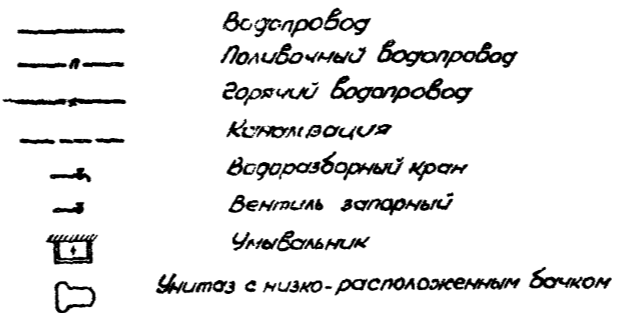 Водопровод
п
Поливочный водопровод
Горячий водопровод
Канализация
Водоразборный кран
Вентиль запорный
Умывальник
Унитаз с низко-расположенным бачком